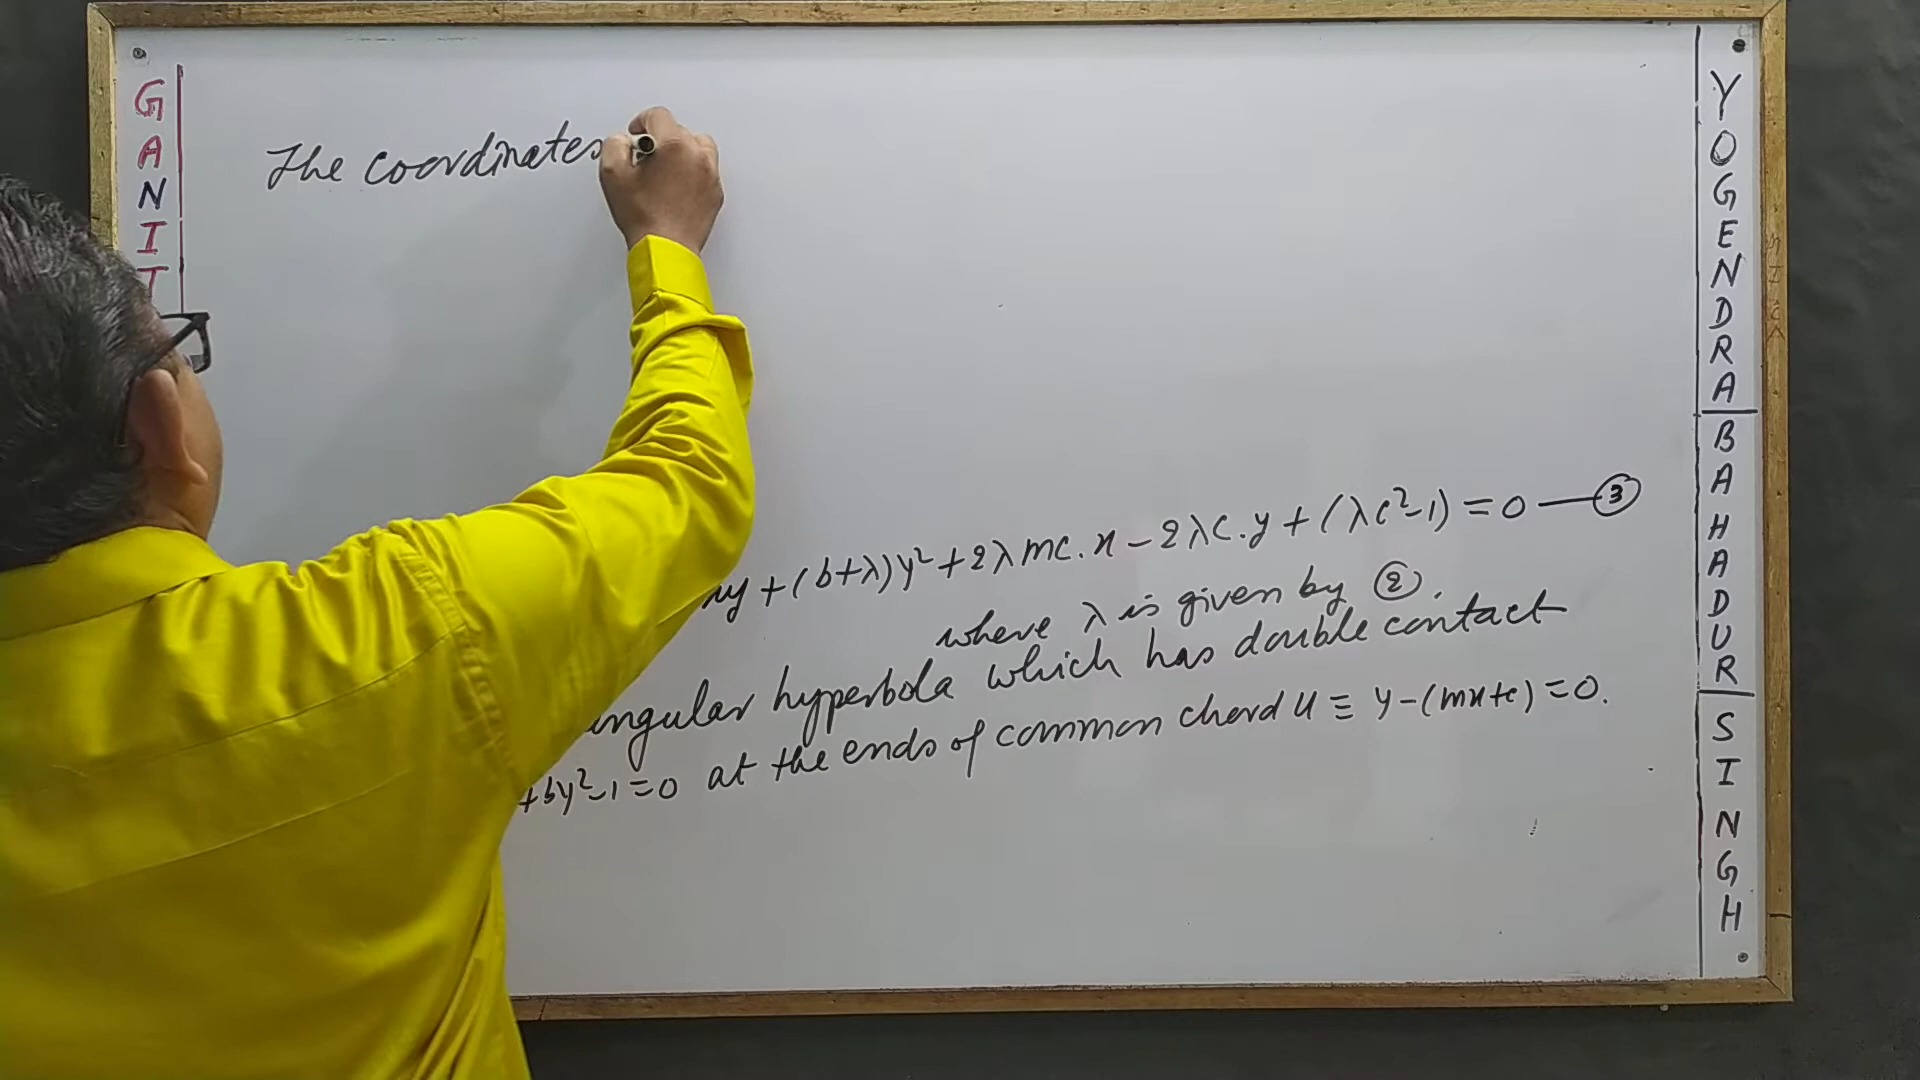 GANIT
The coordinates
xy + (b+λ)y² + 2λmc.x - 2λc.y + (λc²-1) = 0 — ③
where λ is given by ②.
angular hyperbola which has double contact
+by²-1=0 at the ends of common chord u ≡ y-(mx+c) = 0.
YOGENDRA
BAHADUR
SINGH